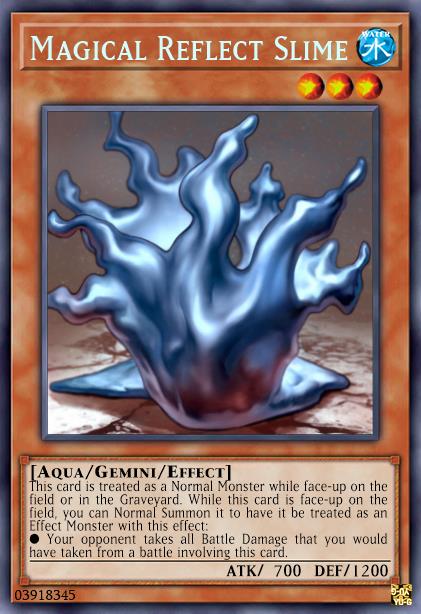 Magical Reflect Slime
WATER
水
[Aqua/Gemini/Effect]
This card is treated as a Normal Monster while face-up on the
field or in the Graveyard. While this card is face-up on the
field, you can Normal Summon it to have it be treated as an
Effect Monster with this effect:
● Your opponent takes all Battle Damage that you would
have taken from a battle involving this card.
ATK/ 700 DEF/1200
03918345